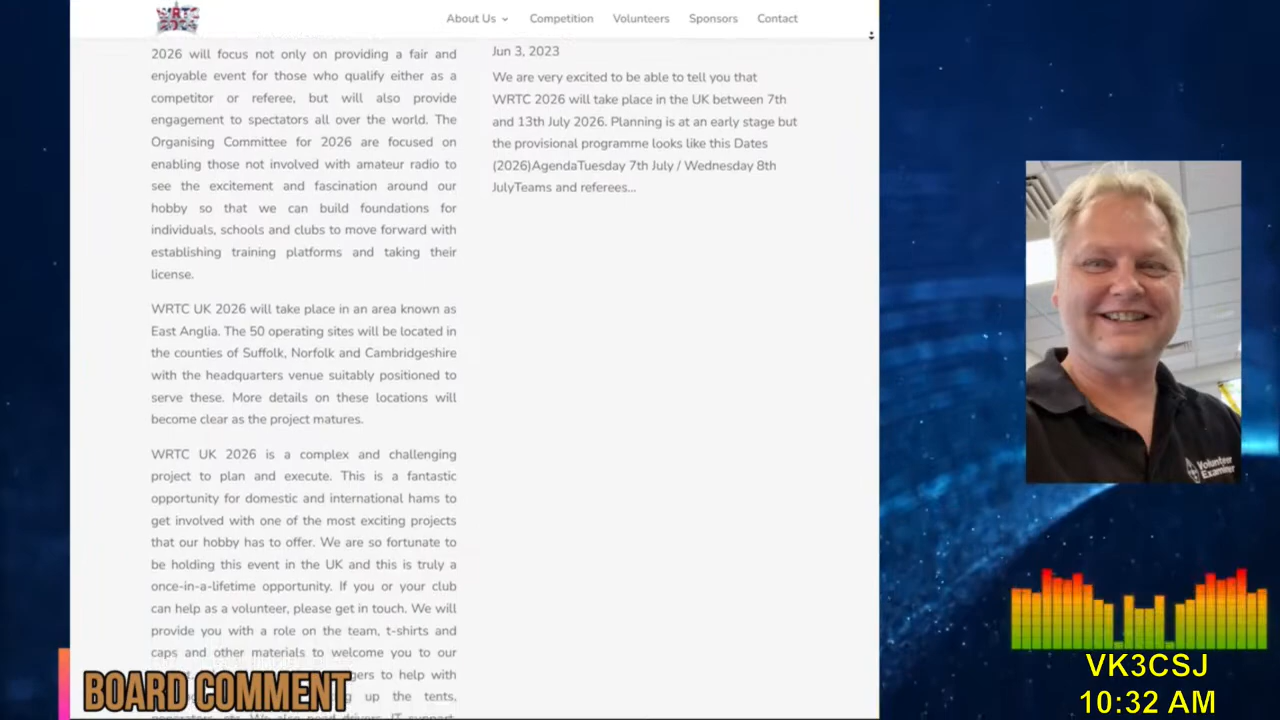 WRTC
About Us
Competition
Volunteers
Sponsors
Contact
2026 will focus not only on providing a fair and
enjoyable event for those who qualify either as a
competitor or referee, but will also provide
engagement to spectators all over the world. The
Organising Committee for 2026 are focused on
enabling those not involved with amateur radio to
see the excitement and fascination around our
hobby so that we can build foundations for
individuals, schools and clubs to move forward with
establishing training platforms and taking their
license.
WRTC UK 2026 will take place in an area known as
East Anglia. The 50 operating sites will be located in
the counties of Suffolk, Norfolk and Cambridgeshire
with the headquarters venue suitably positioned to
serve these. More details on these locations will
become clear as the project matures.
WRTC UK 2026 is a complex and challenging
project to plan and execute. This is a fantastic
opportunity for domestic and international hams to
get involved with one of the most exciting projects
that our hobby has to offer. We are so fortunate to
be holding this event in the UK and this is truly a
once-in-a-lifetime opportunity. If you or your club
can help as a volunteer, please get in touch. We will
provide you with a role on the team, t-shirts and
caps and other materials to welcome you to our
to help with
up the tents,
We also need drivers, IT support
Jun 3, 2023
We are very excited to be able to tell you that
WRTC 2026 will take place in the UK between 7th
and 13th July 2026. Planning is at an early stage but
the provisional programme looks like this Dates
(2026)AgendaTuesday 7th July / Wednesday 8th
JulyTeams and referees...
BOARD COMMENT
Volunteer
Examiner
VK3CSJ
10:32 AM